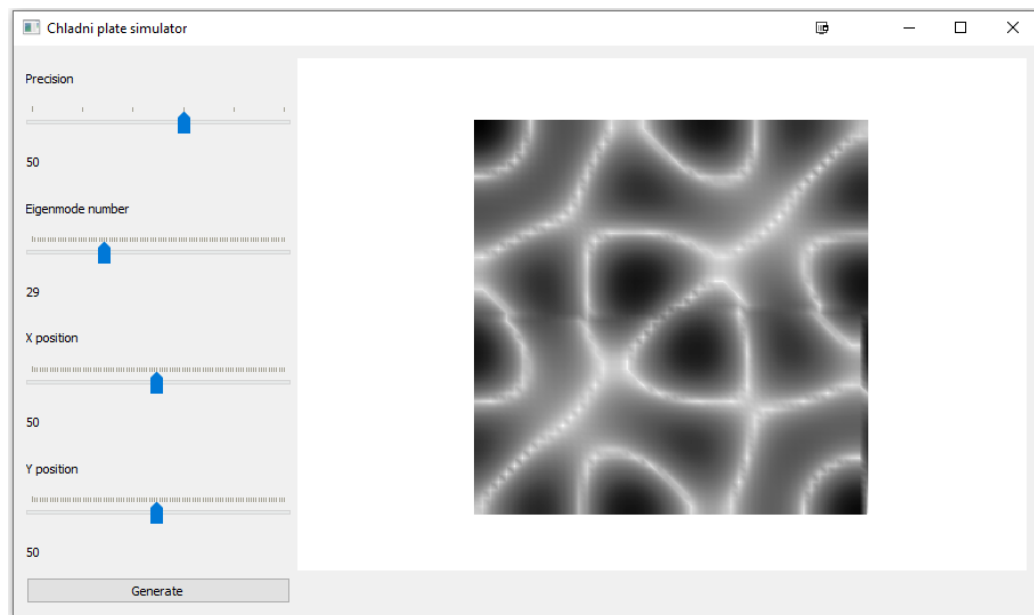 Chladni plate simulator
Precision
50
Eigenmode number
29
X position
50
Y position
50
Generate